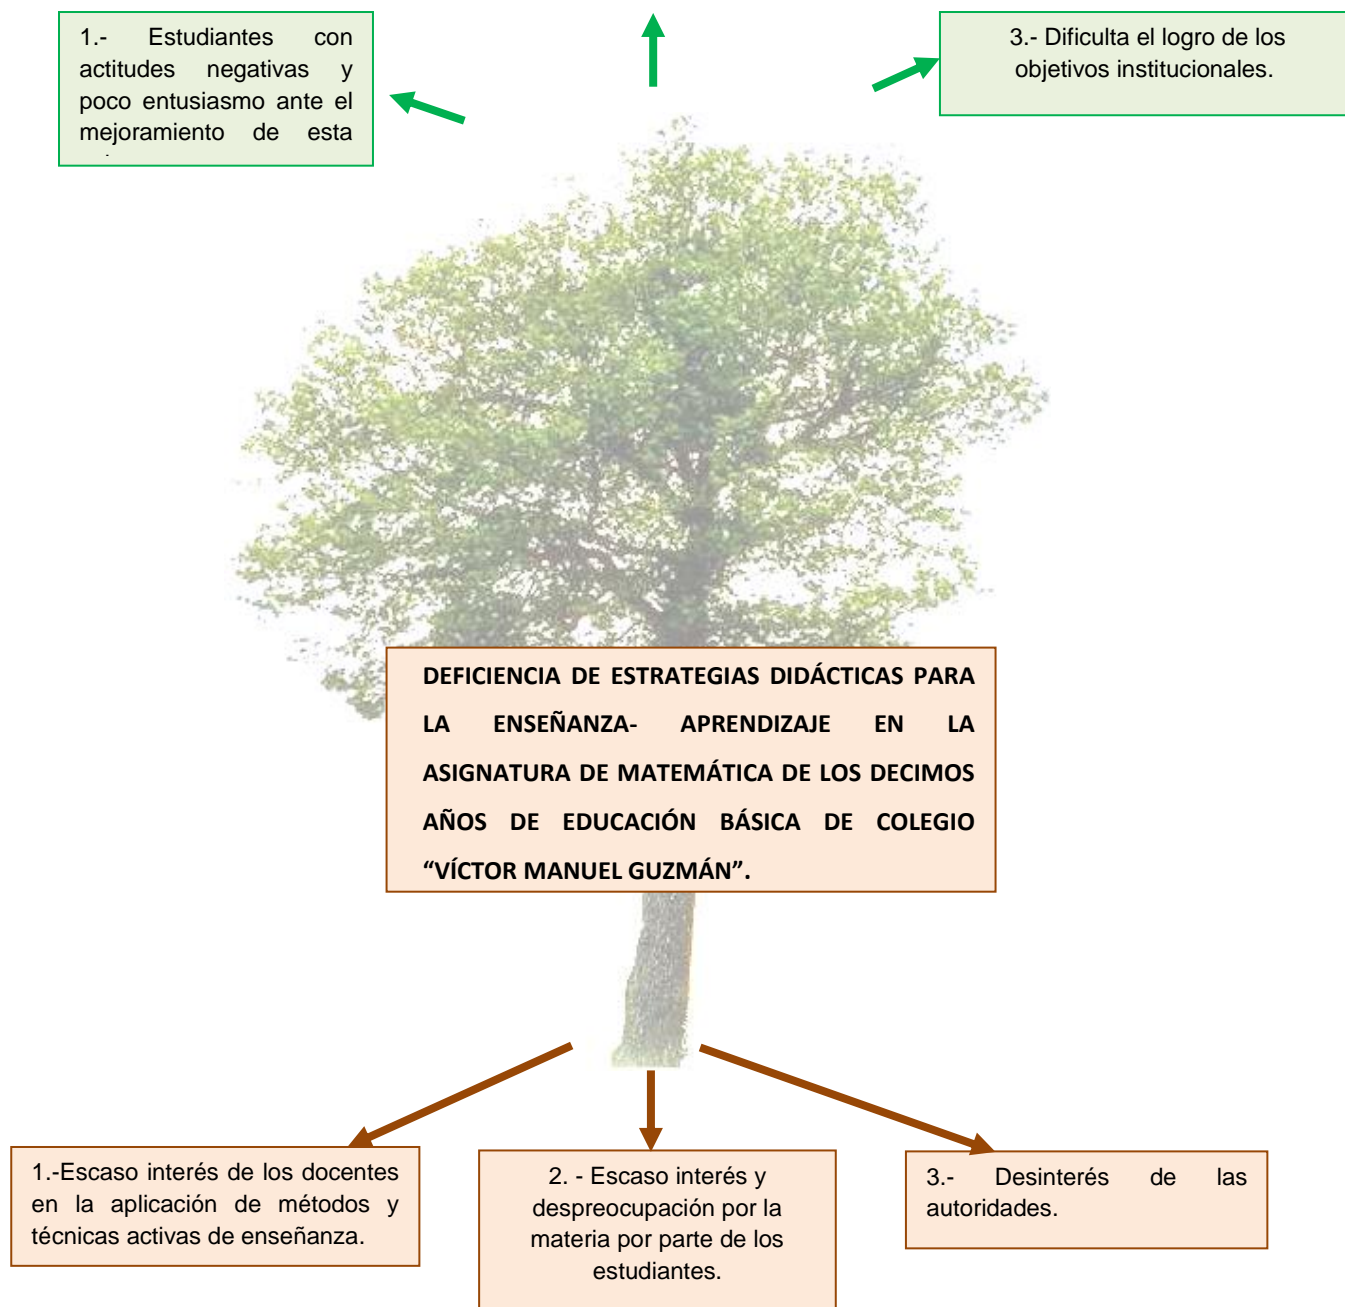 1.- Estudiantes con
actitudes negativas y
poco entusiasmo ante el
mejoramiento de esta
3.- Dificulta el logro de los
objetivos institucionales.
DEFICIENCIA DE ESTRATEGIAS DIDÁCTICAS PARA
LA ENSEÑANZA- APRENDIZAJE EN LA
ASIGNATURA DE MATEMÁTICA DE LOS DECIMOS
AÑOS DE EDUCACIÓN BÁSICA DE COLEGIO
“VÍCTOR MANUEL GUZMÁN”.
1.-Escaso interés de los docentes
en la aplicación de métodos y
técnicas activas de enseñanza.
2. - Escaso interés y
despreocupación por la
materia por parte de los
estudiantes.
3.- Desinterés de las
autoridades.